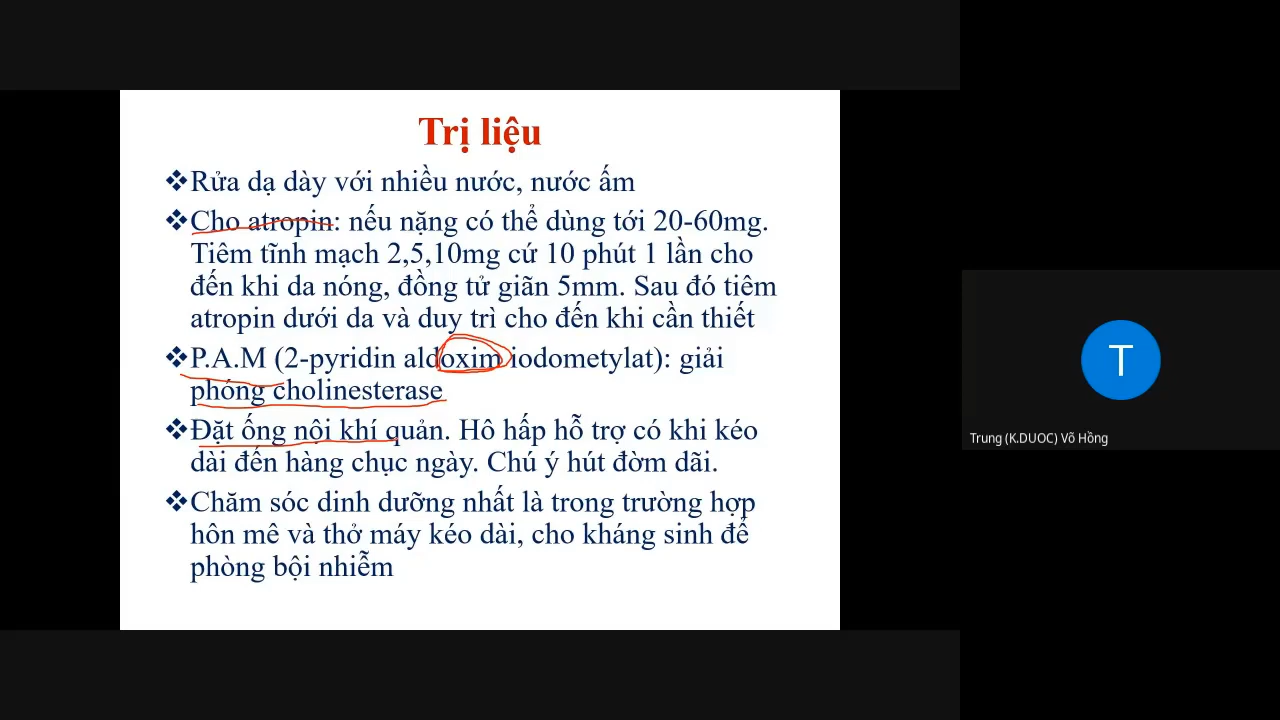 Trị liệu
❖Rửa dạ dày với nhiều nước, nước ấm
❖Cho atropin: nếu nặng có thể dùng tới 20-60mg.
Tiêm tĩnh mạch 2,5,10mg cứ 10 phút 1 lần cho
đến khi da nóng, đồng tử giãn 5mm. Sau đó tiêm
atropin dưới da và duy trì cho đến khi cần thiết
❖P.A.M (2-pyridin aldoxim iodometylat): giải
phóng cholinesterase
❖Đặt ống nội khí quản. Hô hấp hỗ trợ có khi kéo
dài đến hàng chục ngày. Chú ý hút đờm dãi.
❖Chăm sóc dinh dưỡng nhất là trong trường hợp
hôn mê và thở máy kéo dài, cho kháng sinh để
phòng bội nhiễm
T
Trung (K.DUOC) Võ Hồng